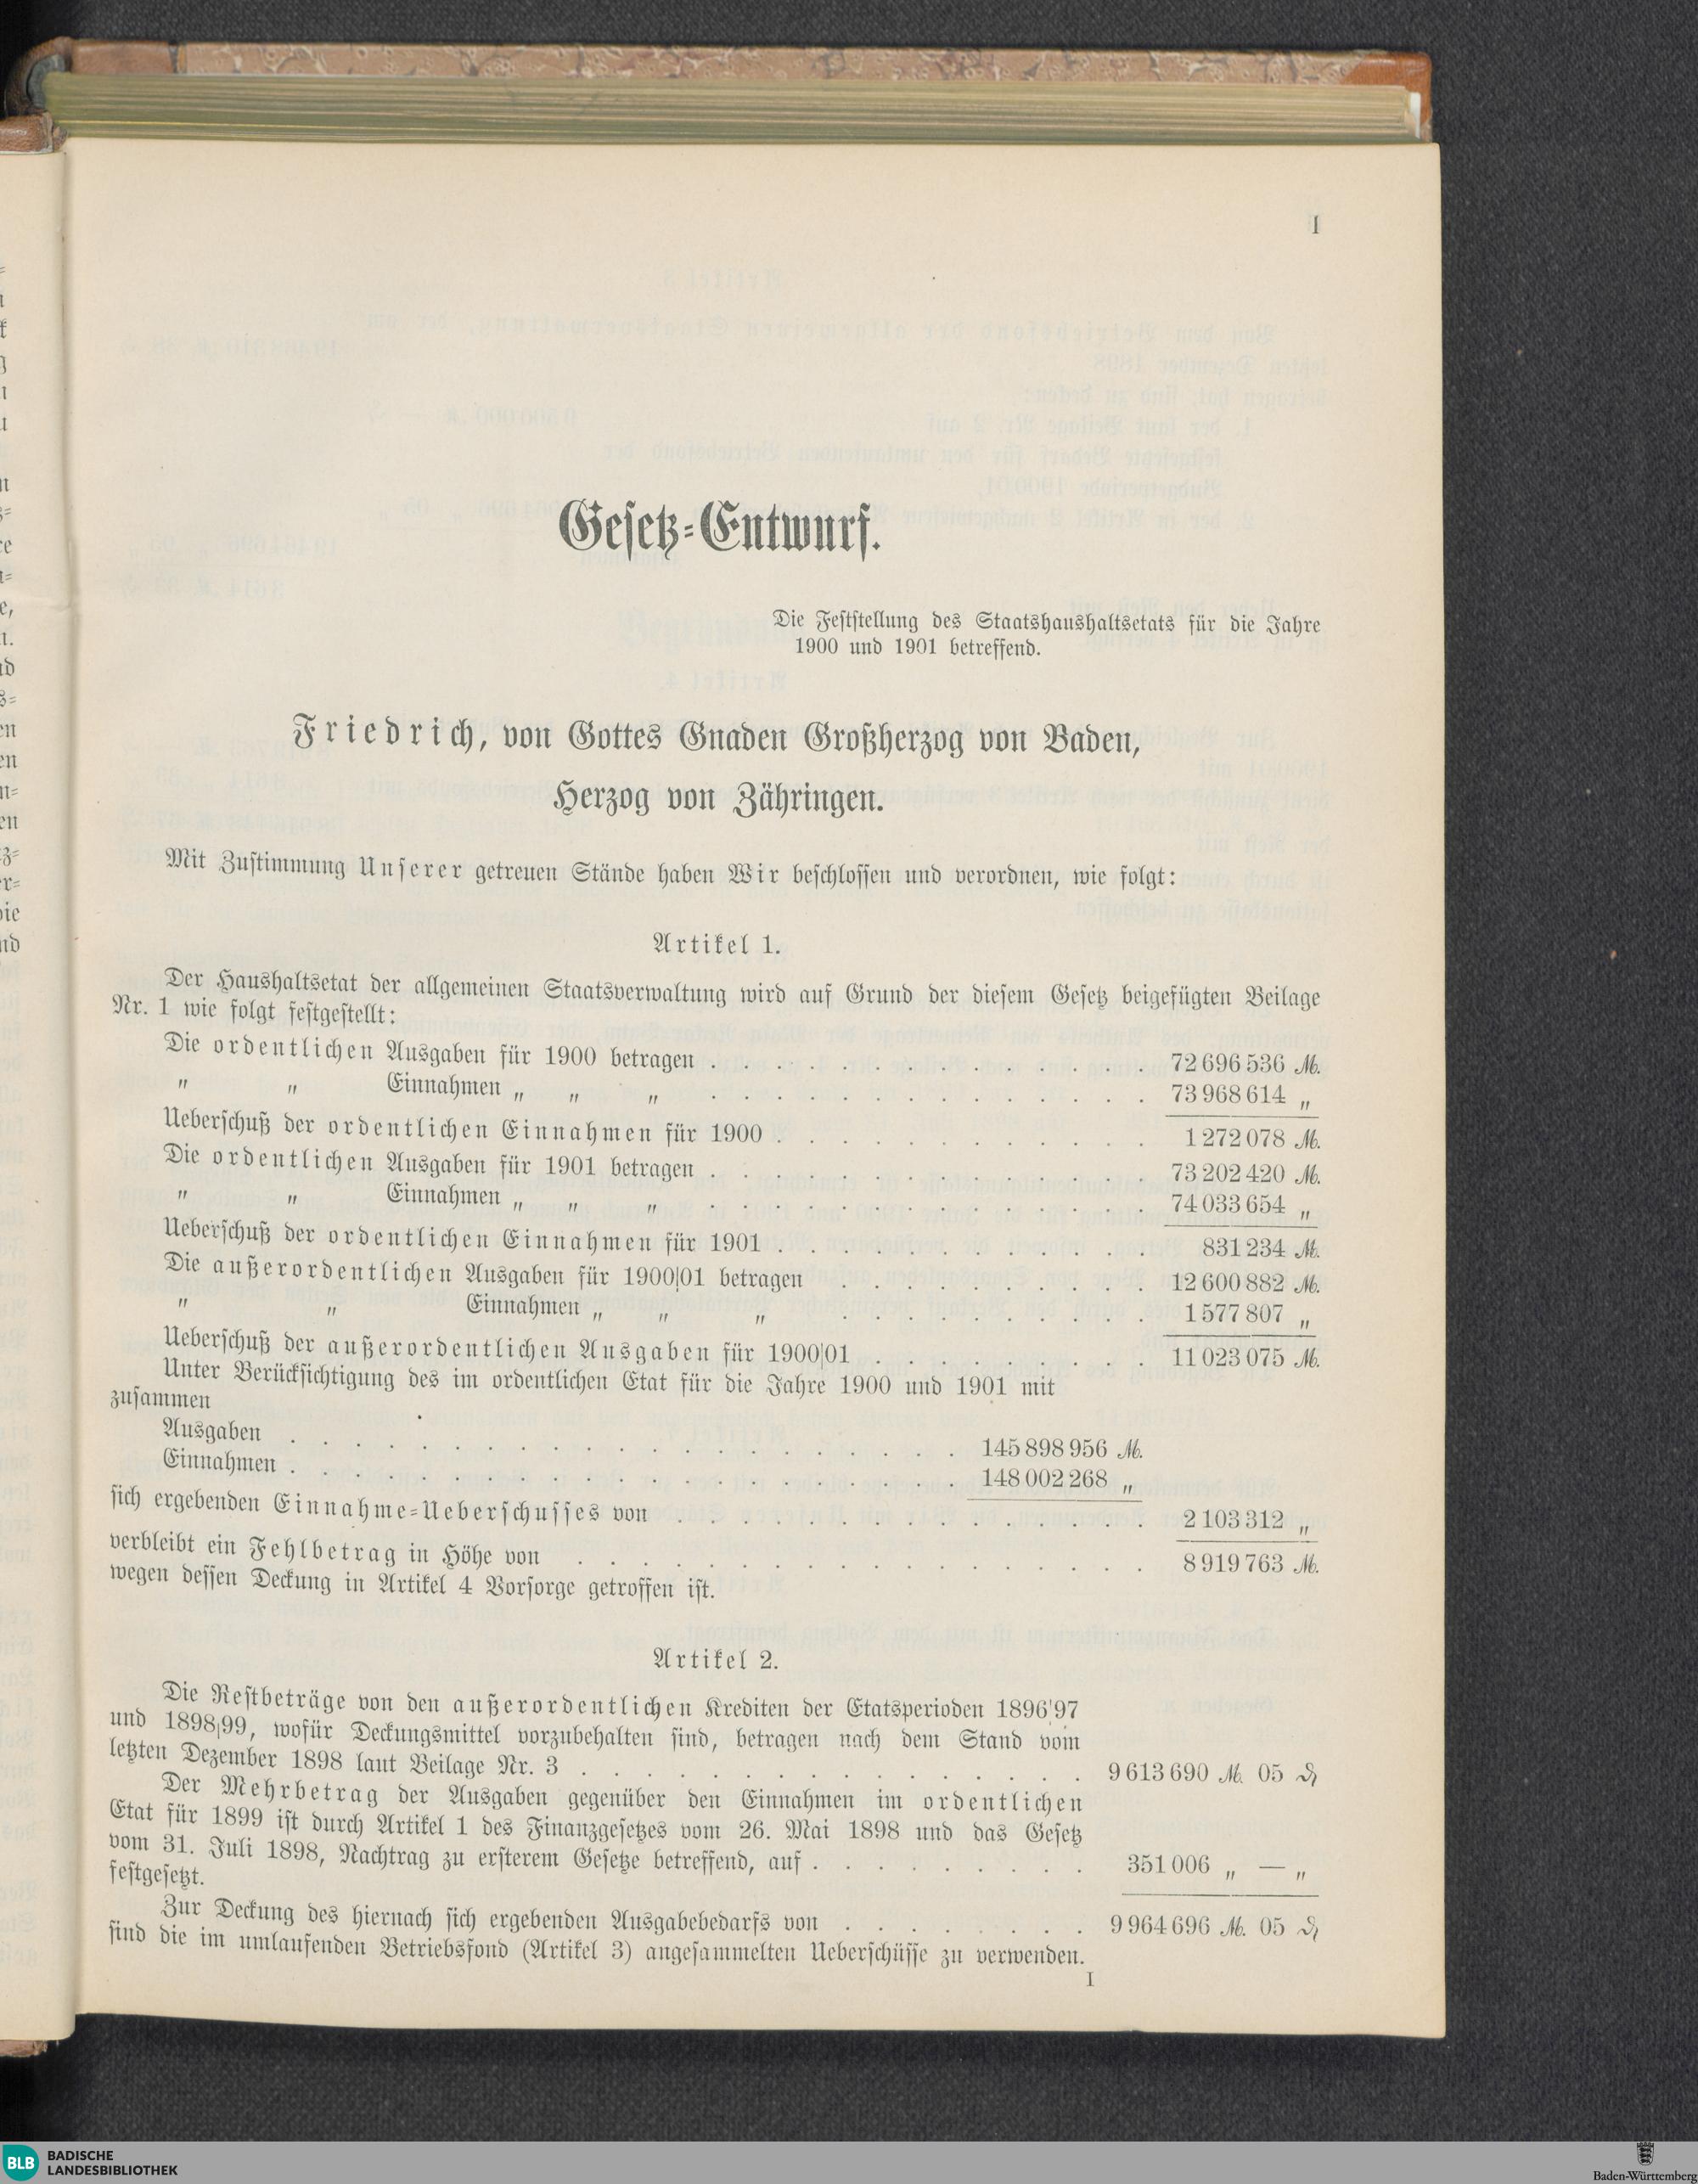 1
Gesetz=Entwurf.
Die Feststellung des Staatshaushaltsetats für die Jahre
1900 und 1901 betreffend.
Friedrich, von Gottes Gnaden Großherzog von Baden,
Herzog von Zähringen.
Mit Zustimmung Unserer getreuen Stände haben Wir beschlossen und verordnen, wie folgt:
Artikel 1.
Der Haushaltsetat der allgemeinen Staatsverwaltung wird auf Grund der diesem Gesetz beigefügten Beilage
Nr. 1 wie folgt festgestellt:
Die ordentlichen Ausgaben für 1900 betragen . . . . . . . . . . . . . . 72 696 536 M.
„ „ Einnahmen „ „ „ . . . . . . . . . . . . . . 73 968 614 „
Ueberschuß der ordentlichen Einnahmen für 1900 . . . . . . . . . . . . 1 272 078 M.
Die ordentlichen Ausgaben für 1901 betragen . . . . . . . . . . . . . . 73 202 420 M.
„ „ Einnahmen „ „ „ . . . . . . . . . . . . . . 74 033 654 „
Ueberschuß der ordentlichen Einnahmen für 1901 . . . . . . . . . . . . 831 234 M.
Die außerordentlichen Ausgaben für 1900|01 betragen . . . . . . . . . . 12 600 882 M.
„ „ Einnahmen „ „ „ . . . . . . . . . . 1 577 807 „
Ueberschuß der außerordentlichen Ausgaben für 1900|01 . . . . . . . . . 11 023 075 M.
Unter Berücksichtigung des im ordentlichen Etat für die Jahre 1900 und 1901 mit
zusammen
Ausgaben . . . . . . . . . . . . . . . . . . . . . 145 898 956 M.
Einnahmen . . . . . . . . . . . . . . . . . . . . . 148 002 268 „
sich ergebenden Einnahme=Ueberschusses von . . . . . . . . . . . . . . . 2 103 312 „
verbleibt ein Fehlbetrag in Höhe von . . . . . . . . . . . . . . . . . . 8 919 763 M.
wegen dessen Deckung in Artikel 4 Vorsorge getroffen ist.
Artikel 2.
Die Restbeträge von den außerordentlichen Krediten der Etatsperioden 1896|97
und 1898|99, wofür Deckungsmittel vorzubehalten sind, betragen nach dem Stand vom
letzten Dezember 1898 laut Beilage Nr. 3 . . . . . . . . . . . . . . . . 9 613 690 M. 05 ₰
Der Mehrbetrag der Ausgaben gegenüber den Einnahmen im ordentlichen
Etat für 1899 ist durch Artikel 1 des Finanzgesetzes vom 26. Mai 1898 und das Gesetz
vom 31. Juli 1898, Nachtrag zu ersterem Gesetze betreffend, auf . . . . . . . . . 351 006 „ — „
festgesetzt.
Zur Deckung des hiernach sich ergebenden Ausgabebedarfs von . . . . . . . . 9 964 696 M. 05 ₰
sind die im umlaufenden Betriebsfond (Artikel 3) angesammelten Ueberschüsse zu verwenden.
I
BLB BADISCHE
LANDESBIBLIOTHEK
Baden-Württemberg